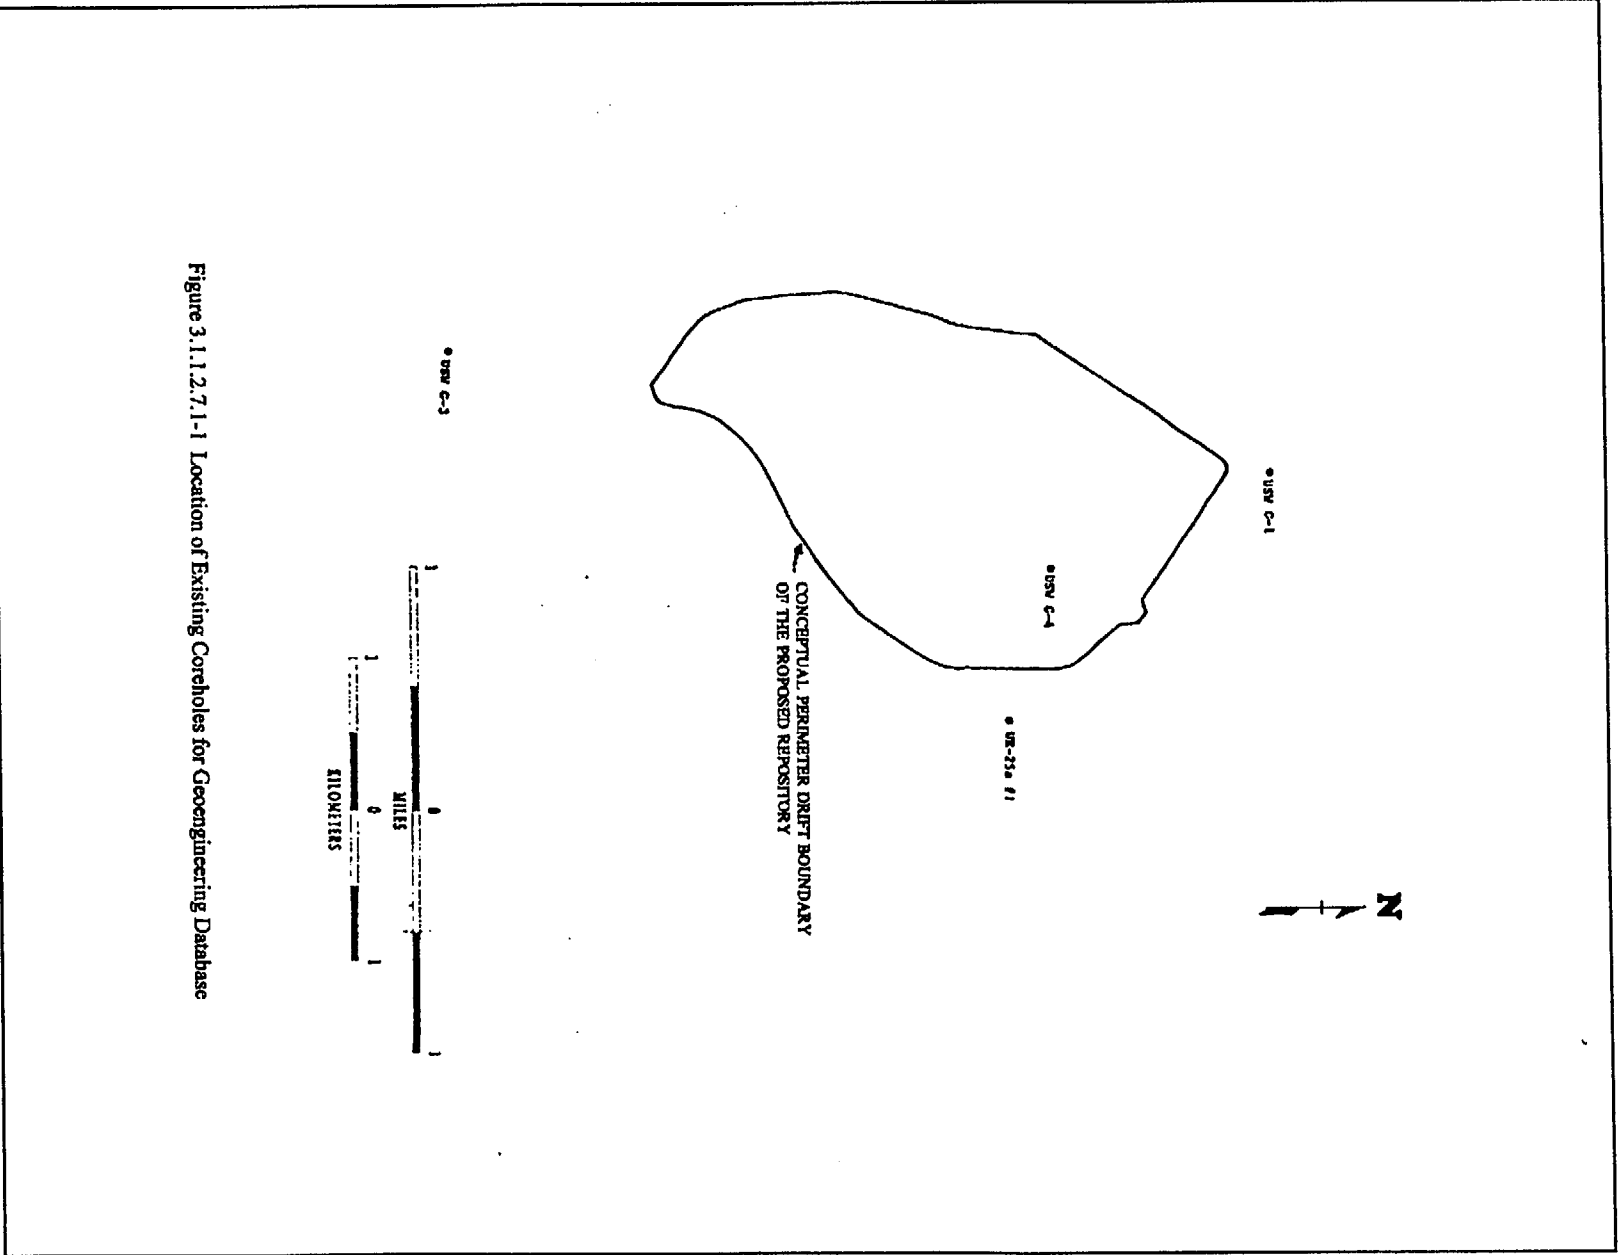 N
USW G-1
USW G-4
UE-25a #1
CONCEPTUAL PERIMETER DRIFT BOUNDARY
OF THE PROPOSED REPOSITORY
USW G-3
1 0 1
MILES
1 0 1
KILOMETERS
Figure 3.1.1.2.7.1-1 Location of Existing Coreholes for Geoengineering Database